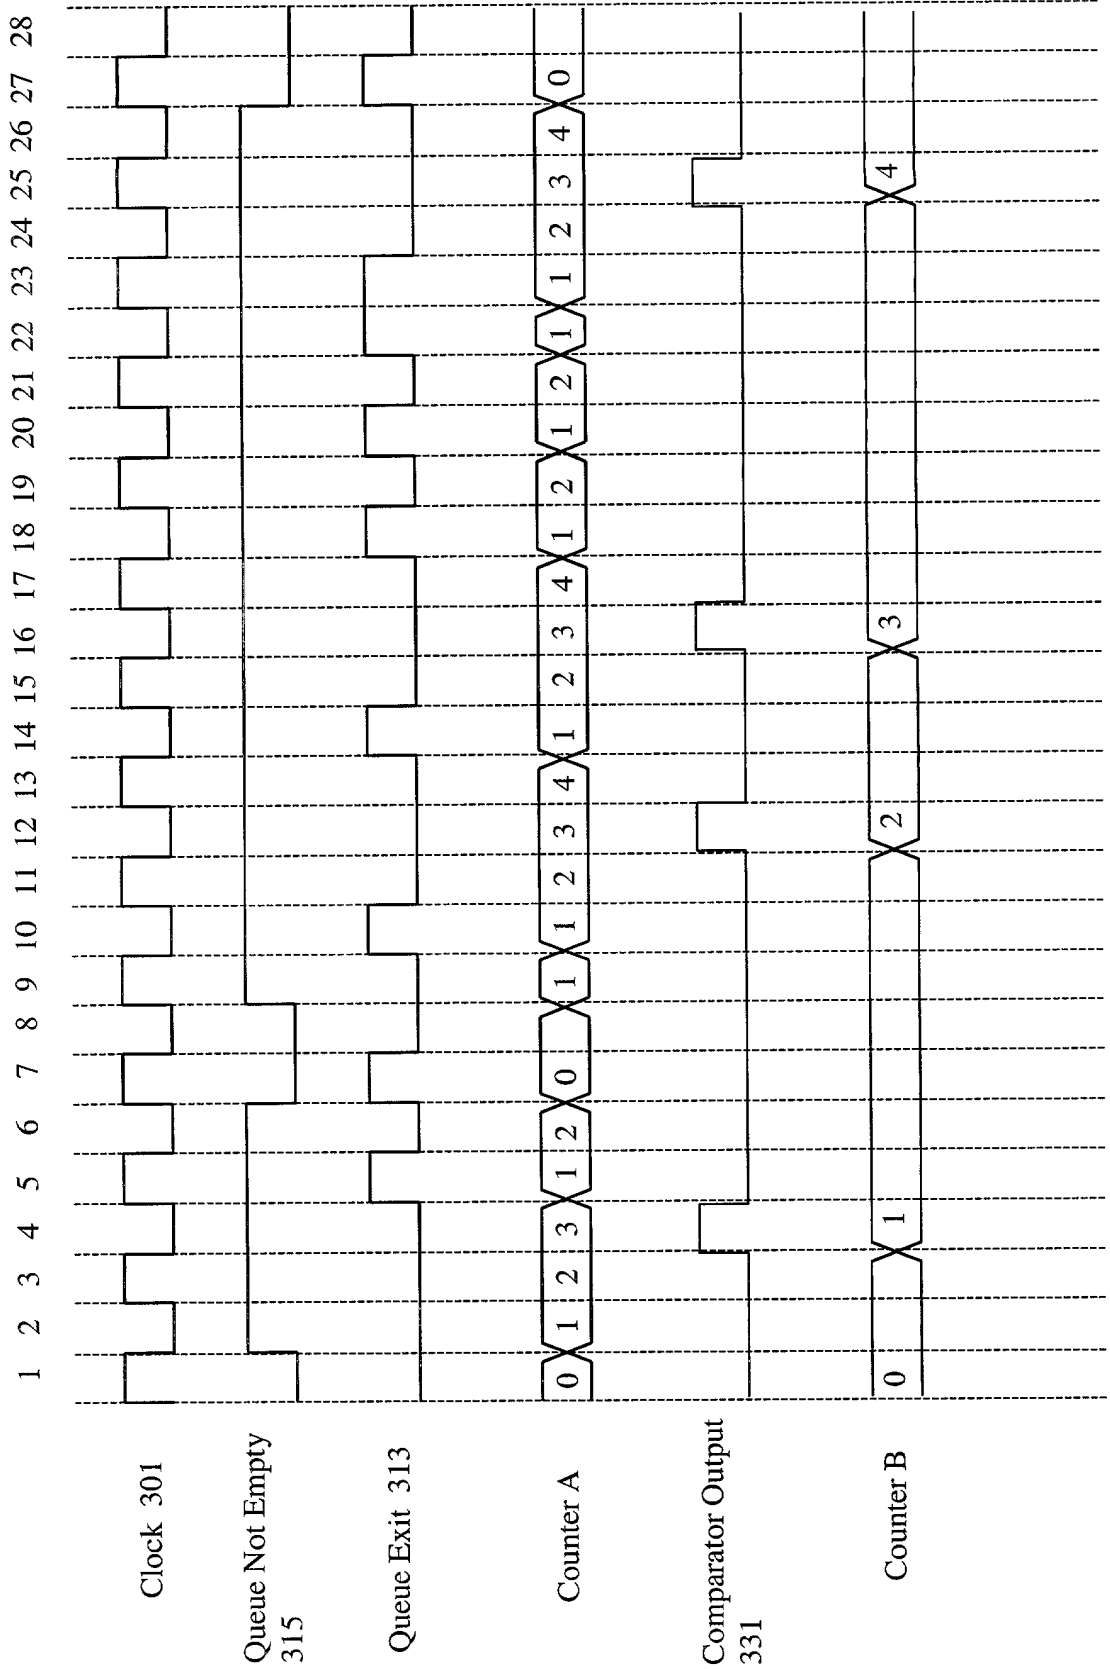 1 2 3 4 5 6 7 8 9 10 11 12 13 14 15 16 17 18 19 20 21 22 23 24 25 26 27 28
Clock 301
Queue Not Empty
315
Queue Exit 313
Counter A 0 1 2 3 1 2 0 1 1 2 3 4 1 2 3 4 1 2 1 2 1 1 2 3 4 0
Comparator Output
331
Counter B 0 1 2 3 4